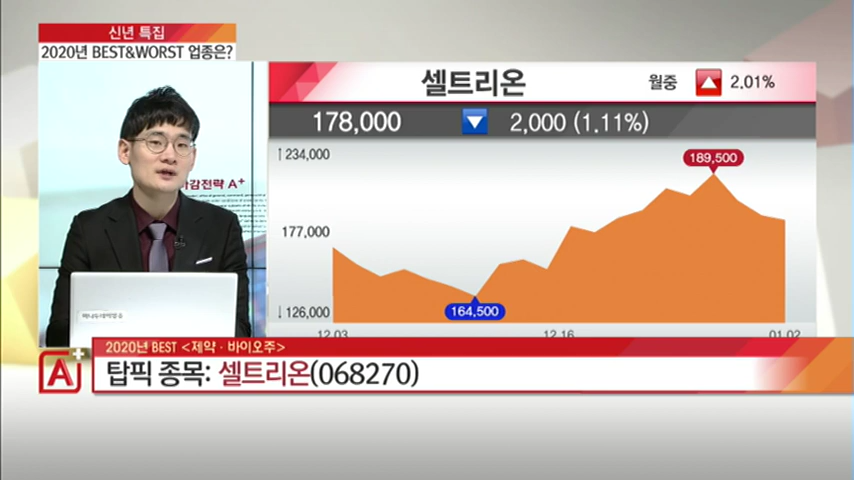 신년 특집
2020년 BEST&WORST 업종은?
셀트리온
월중 ▲ 2.01%
178,000 ▼ 2,000 (1.11%)
마감전략 A+
↑234,000
177,000
↓126,000
189,500
164,500
12.03
12.16
01.02
2020년 BEST <제약·바이오주>
A+
탑픽 종목: 셀트리온(068270)